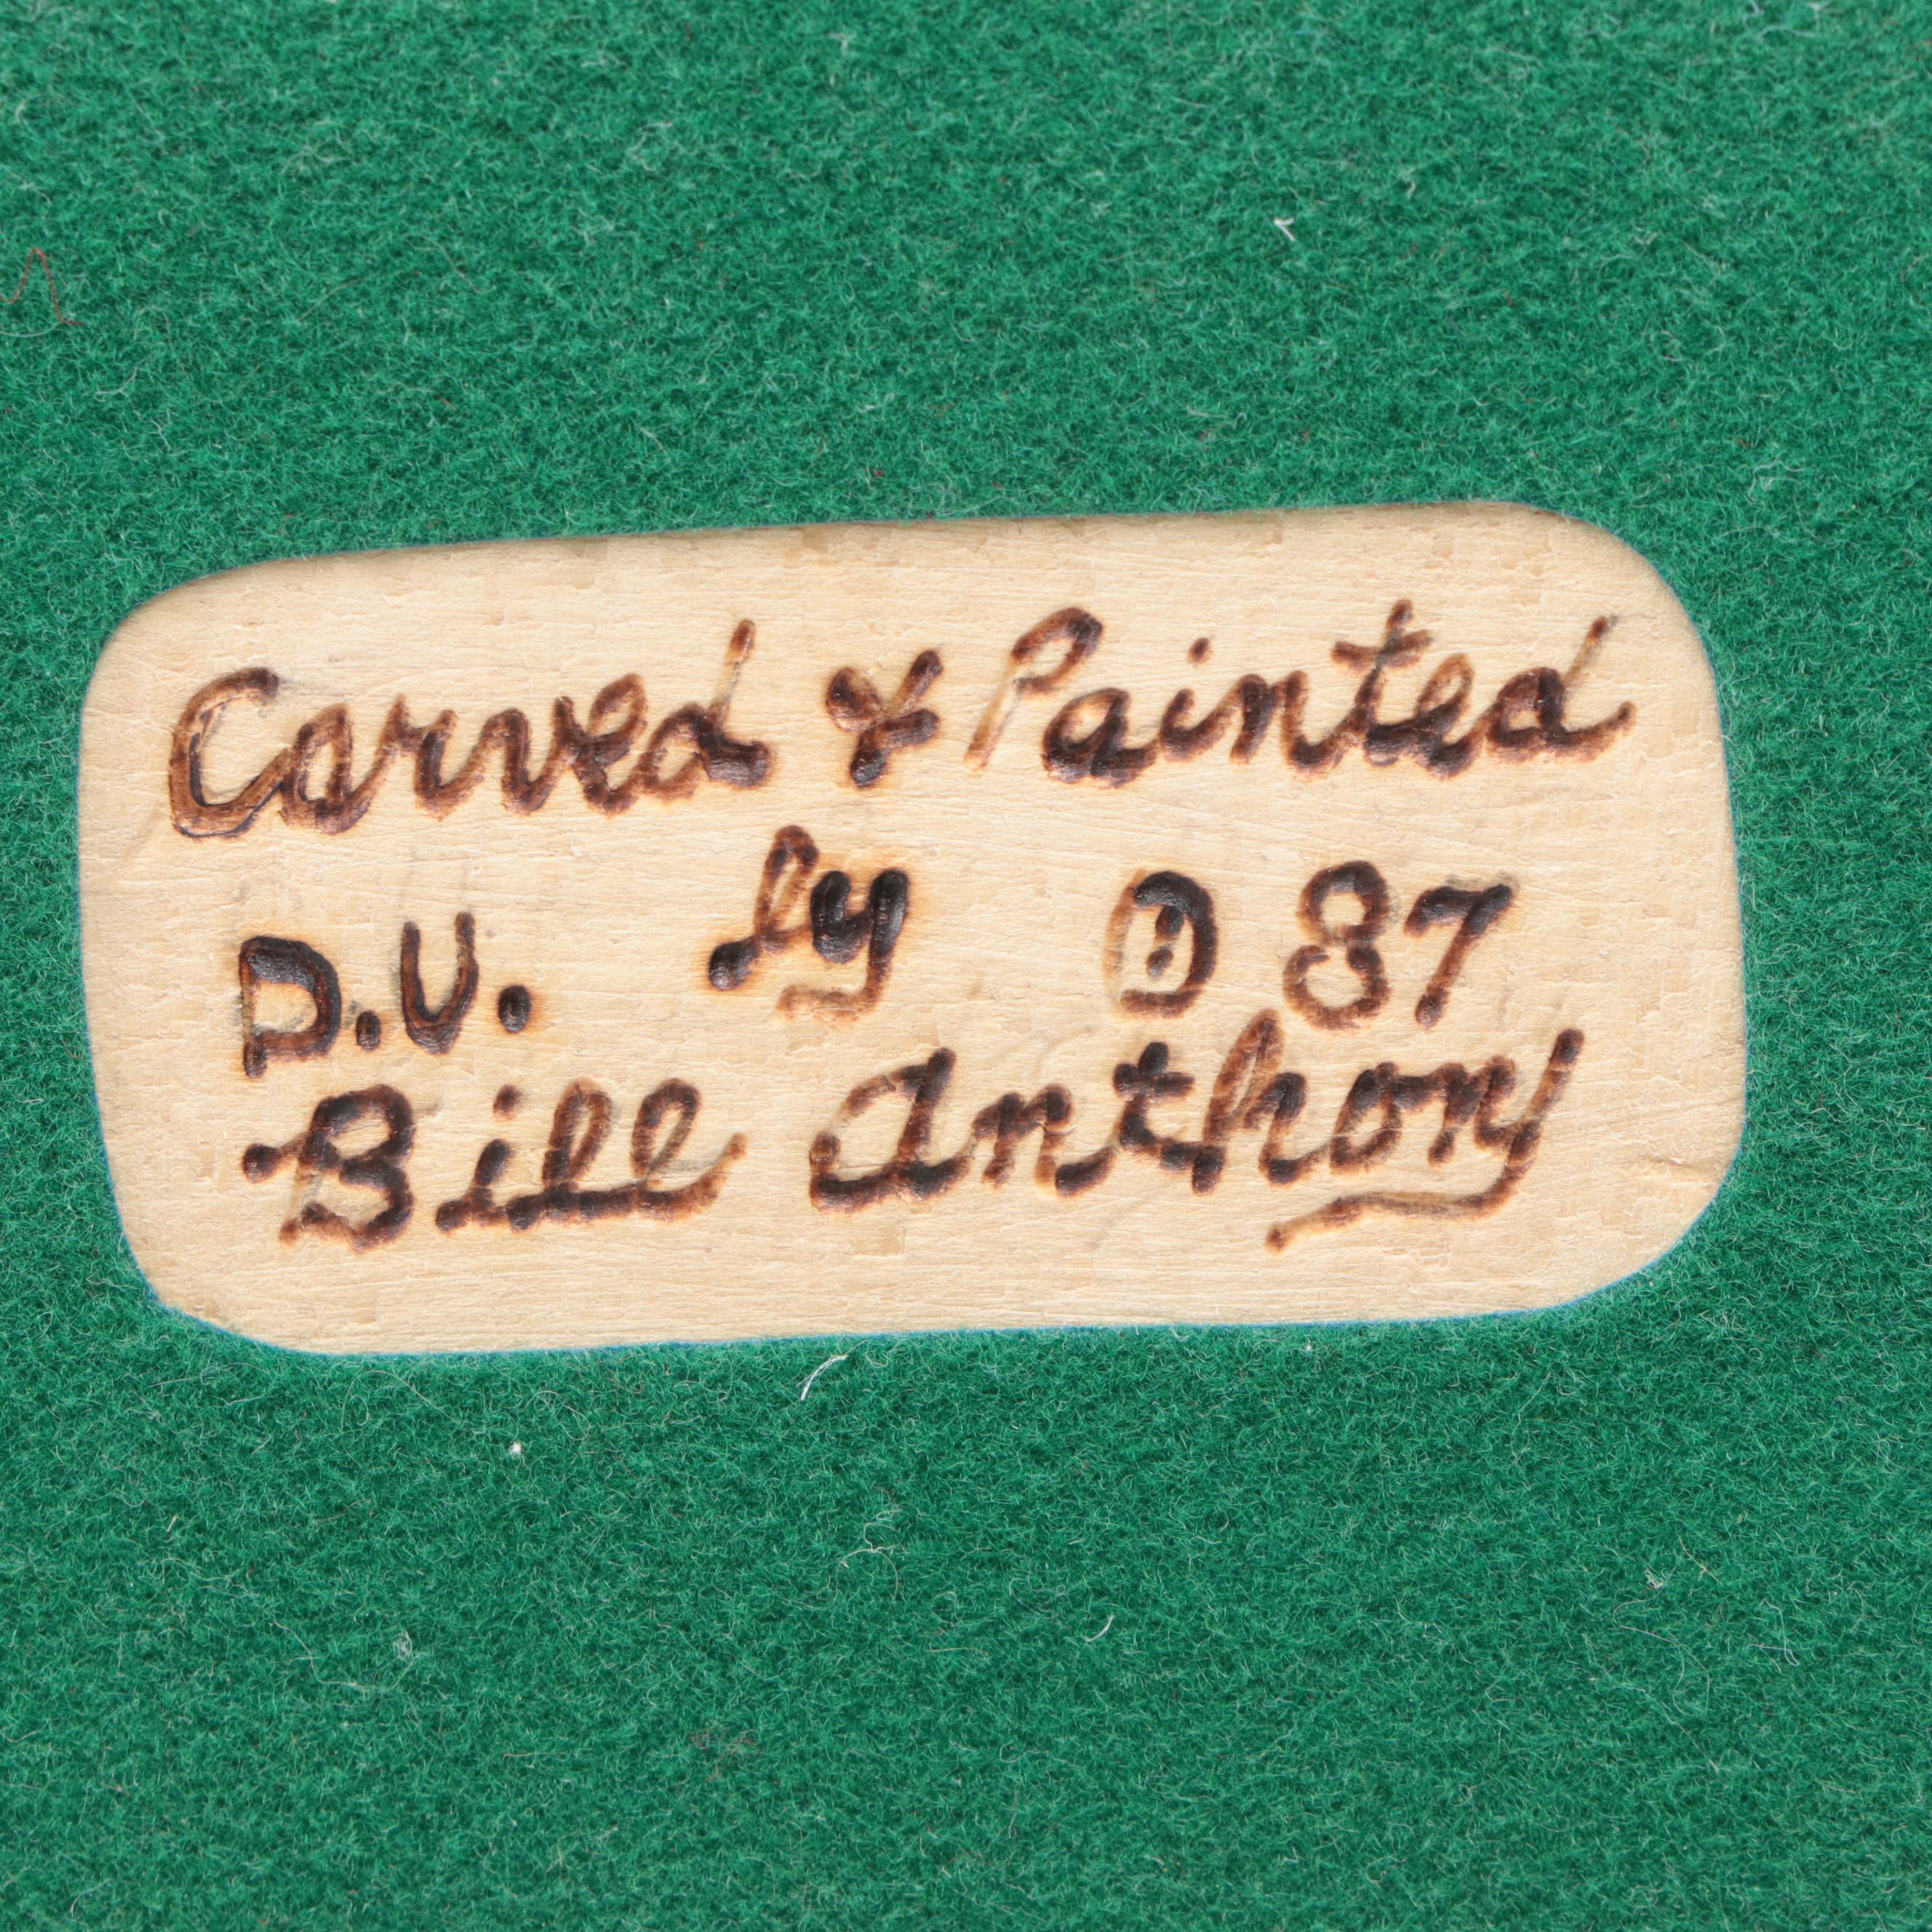 Carved & Painted
D.V. by 87
Bill Anthony